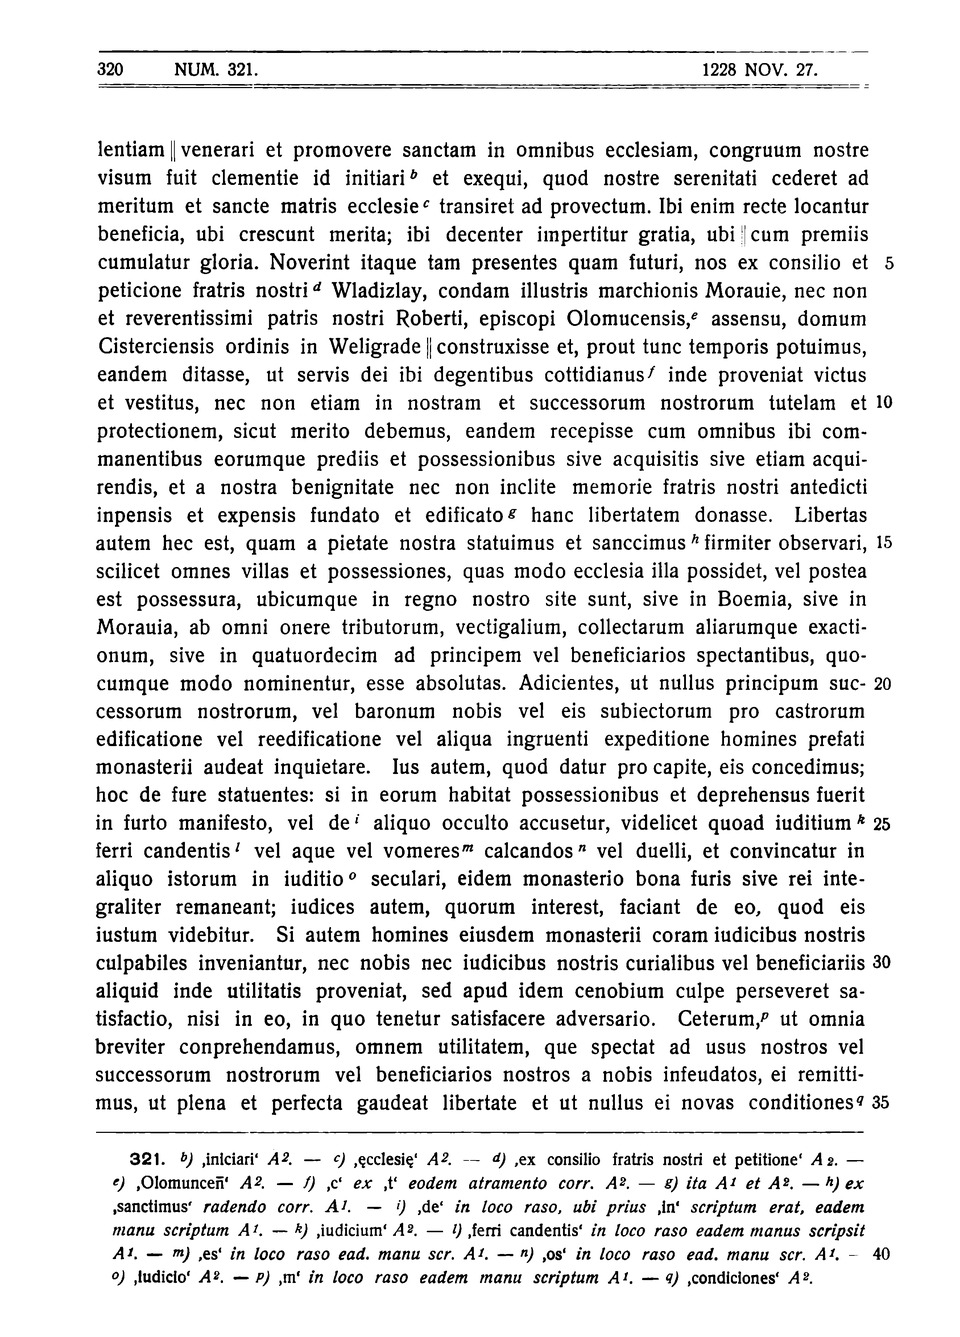 320 NUM. 321. 1228 NOV. 27.
lentiam || venerari et promovere sanctam in omnibus ecclesiam, congruum nostre
visum fuit clementie id initiari b et exequi, quod nostre serenitati cederet ad
meritum et sancte matris ecclesie c transiret ad provectum. Ibi enim recte locantur
beneficia, ubi crescunt merita; ibi decenter impertitur gratia, ubi || cum premiis
cumulatur gloria. Noverint itaque tam presentes quam futuri, nos ex consilio et 5
peticione fratris nostri d Wladizlay, condam illustris marchionis Morauie, nec non
et reverentissimi patris nostri Roberti, episcopi Olomucensis, e assensu, domum
Cisterciensis ordinis in Weligrade || construxisse et, prout tunc temporis potuimus,
eandem ditasse, ut servis dei ibi degentibus cottidianus f inde proveniat victus
et vestitus, nec non etiam in nostram et successorum nostrorum tutelam et 10
protectionem, sicut merito debemus, eandem recepisse cum omnibus ibi com-
manentibus eorumque prediis et possessionibus sive acquisitis sive etiam acqui-
rendis, et a nostra benignitate nec non inclite memorie fratris nostri antedicti
inpensis et expensis fundato et edificato g hanc libertatem donasse. Libertas
autem hec est, quam a pietate nostra statuimus et sanccimus h firmiter observari, 15
scilicet omnes villas et possessiones, quas modo ecclesia illa possidet, vel postea
est possessura, ubicumque in regno nostro site sunt, sive in Boemia, sive in
Morauia, ab omni onere tributorum, vectigalium, collectarum aliarumque exacti-
onum, sive in quatuordecim ad principem vel beneficiarios spectantibus, quo-
cumque modo nominentur, esse absolutas. Adicientes, ut nullus principum suc- 20
cessorum nostrorum, vel baronum nobis vel eis subiectorum pro castrorum
edificatione vel reedificatione vel aliqua ingruenti expeditione homines prefati
monasterii audeat inquietare. Ius autem, quod datur pro capite, eis concedimus;
hoc de fure statuentes: si in eorum habitat possessionibus et deprehensus fuerit
in furto manifesto, vel de i aliquo occulto accusetur, videlicet quoad iuditium k 25
ferri candentis l vel aque vel vomeres m calcandos n vel duelli, et convincatur in
aliquo istorum in iuditio o seculari, eidem monasterio bona furis sive rei inte-
graliter remaneant; iudices autem, quorum interest, faciant de eo, quod eis
iustum videbitur. Si autem homines eiusdem monasterii coram iudicibus nostris
culpabiles inveniantur, nec nobis nec iudicibus nostris curialibus vel beneficiariis 30
aliquid inde utilitatis proveniat, sed apud idem cenobium culpe perseveret sa-
tisfactio, nisi in eo, in quo tenetur satisfacere adversario. Ceterum, p ut omnia
breviter conprehendamus, omnem utilitatem, que spectat ad usus nostros vel
successorum nostrorum vel beneficiarios nostros a nobis infeudatos, ei remitti-
mus, ut plena et perfecta gaudeat libertate et ut nullus ei novas conditiones q 35
321. b) ‚iniciari‘ A2. — c) ‚ęcclesię‘ A2. — d) ‚ex consilio fratris nostri et petitione‘ A2. —
e) ‚Olomunceñ‘ A2. — f) ‚c‘ ex ‚t‘ eodem atramento corr. A2. — g) ita A1 et A2. — h) ex
‚sanctimus‘ radendo corr. A1. — i) ‚de‘ in loco raso, ubi prius ‚in‘ scriptum erat, eadem
manu scriptum A1. — k) ‚iudicium‘ A2. — l) ‚ferri candentis‘ in loco raso eadem manus scripsit
A1. — m) ‚es‘ in loco raso ead. manu scr. A1. — n) ‚os‘ in loco raso ead. manu scr. A1. — 40
o) ‚iudicio‘ A2. — p) ‚m‘ in loco raso eadem manu scriptum A1. — q) ‚condiciones‘ A2.